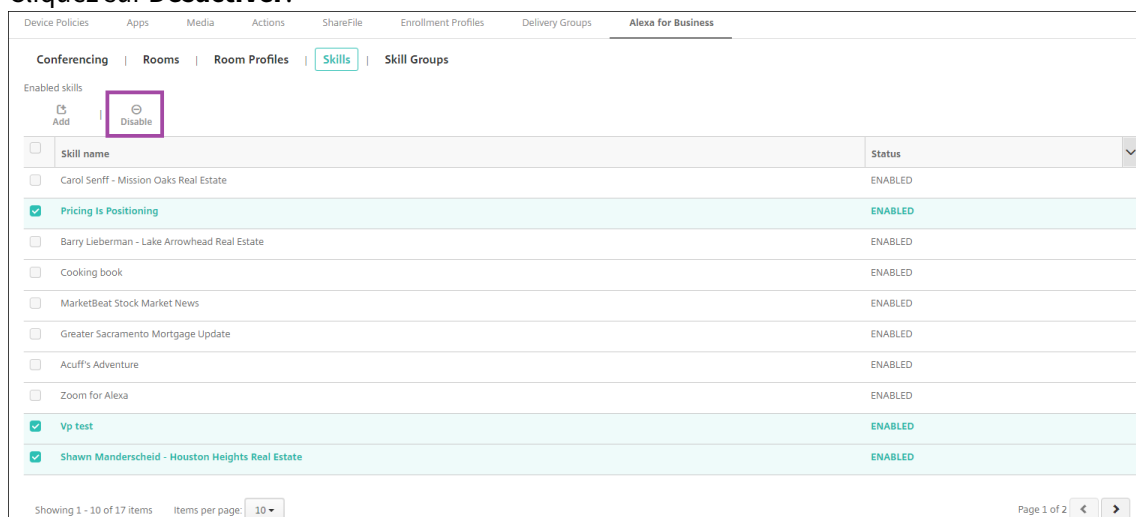 Cliquez sur Désactiver.
Device Policies Apps Media Actions ShareFile Enrollment Profiles Delivery Groups Alexa for Business
Conferencing | Rooms | Room Profiles | Skills | Skill Groups
Enabled skills
Add | Disable
Skill name Status
Carol Senff - Mission Oaks Real Estate ENABLED
Pricing Is Positioning ENABLED
Barry Lieberman - Lake Arrowhead Real Estate ENABLED
Cooking book ENABLED
MarketBeat Stock Market News ENABLED
Greater Sacramento Mortgage Update ENABLED
Acuff's Adventure ENABLED
Zoom for Alexa ENABLED
Vp test ENABLED
Shawn Manderscheid - Houston Heights Real Estate ENABLED
Showing 1 - 10 of 17 items Items per page: 10 Page 1 of 2